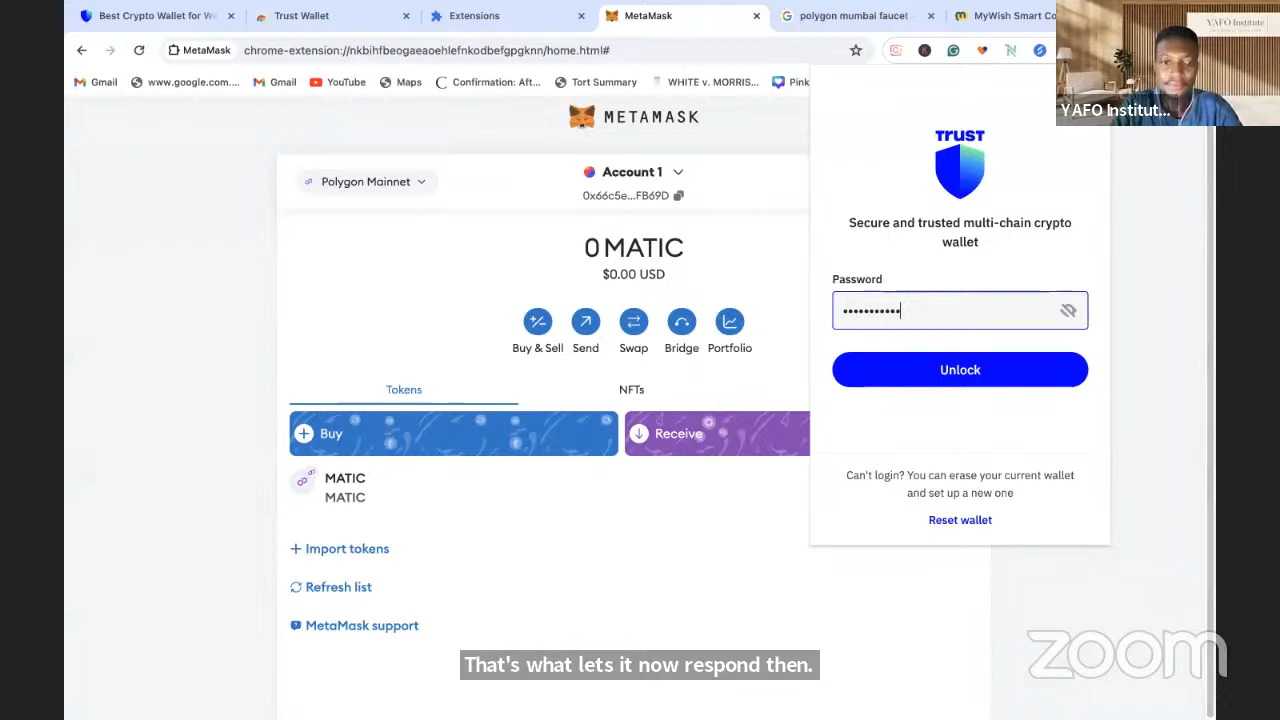 Best Crypto Wallet for We
Trust Wallet
Extensions
MetaMask
polygon mumbai faucet
MyWish Smart Co
MetaMask
chrome-extension://nkbihfbeogaeaoehlefnkodbefgpgknn/home.html#
Gmail
www.google.com....
Gmail
YouTube
Maps
Confirmation: Aft...
Tort Summary
WHITE v. MORRIS...
Pink
YAFO Institute
YAFO Institut...
METAMASK
Polygon Mainnet
Account 1
0x66c5e...FB69D
0 MATIC
$0.00 USD
Buy & Sell
Send
Swap
Bridge
Portfolio
Tokens
NFTs
Buy
Receive
MATIC
MATIC
Import tokens
Refresh list
MetaMask support
TRUST
Secure and trusted multi-chain crypto
wallet
Password
Unlock
Can't login? You can erase your current wallet
and set up a new one
Reset wallet
That's what lets it now respond then.
zoom